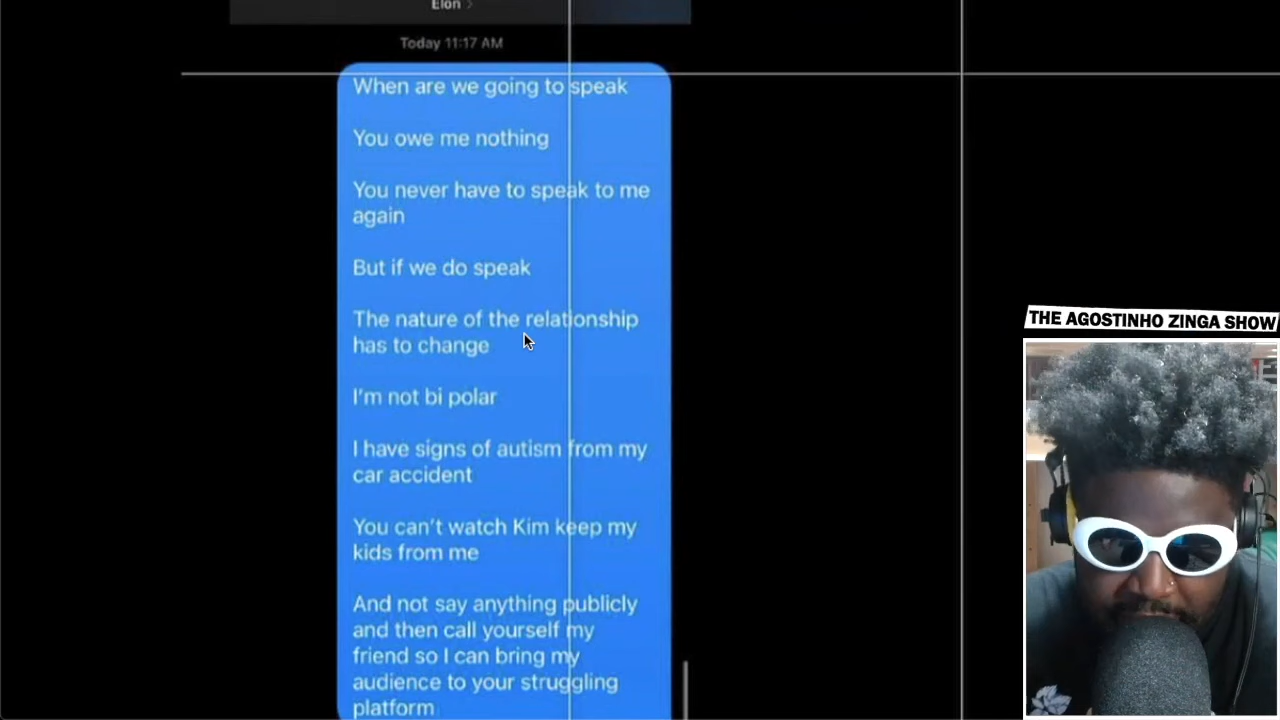 Elon
Today 11:17 AM
When are we going to speak
You owe me nothing
You never have to speak to me
again
But if we do speak
The nature of the relationship
has to change
I'm not bi polar
I have signs of autism from my
car accident
You can't watch Kim keep my
kids from me
And not say anything publicly
and then call yourself my
friend so I can bring my
audience to your struggling
platform
THE AGOSTINHO ZINGA SHOW